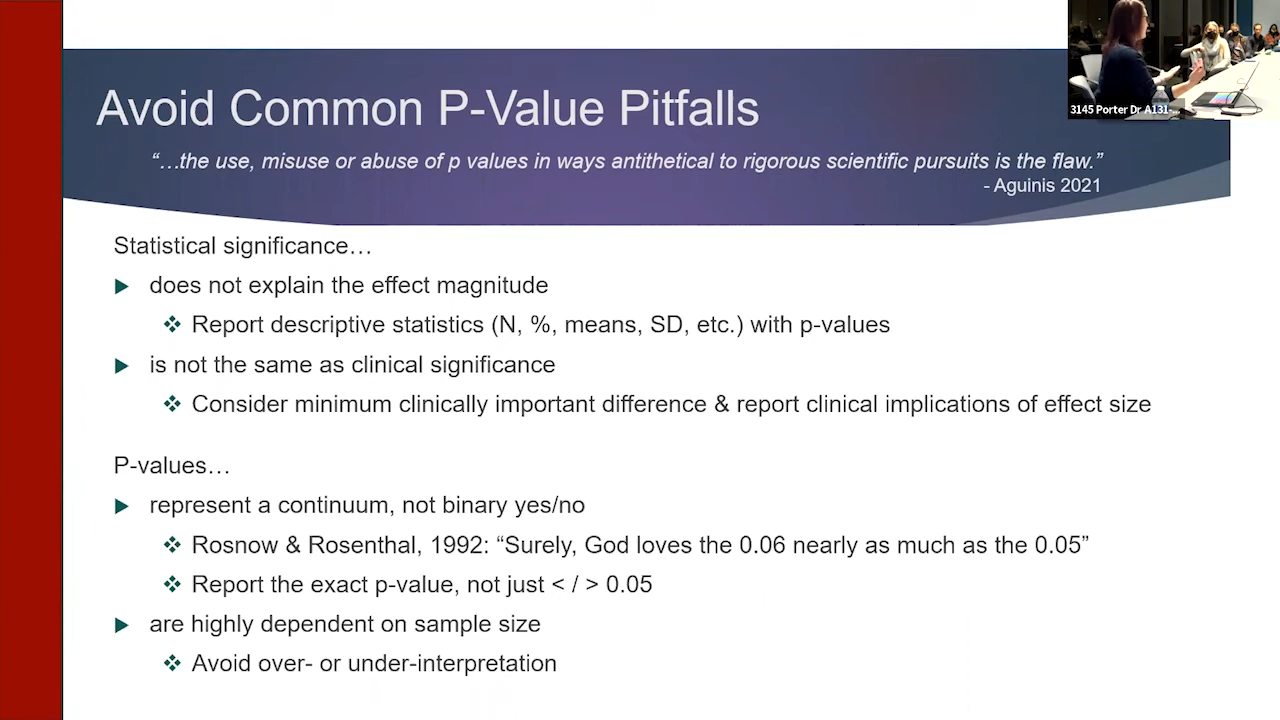 Avoid Common P-Value Pitfalls
“…the use, misuse or abuse of p values in ways antithetical to rigorous scientific pursuits is the flaw.”
- Aguinis 2021
3145 Porter Dr A131-...
Statistical significance…
does not explain the effect magnitude
Report descriptive statistics (N, %, means, SD, etc.) with p-values
is not the same as clinical significance
Consider minimum clinically important difference & report clinical implications of effect size
P-values…
represent a continuum, not binary yes/no
Rosnow & Rosenthal, 1992: “Surely, God loves the 0.06 nearly as much as the 0.05”
Report the exact p-value, not just < / > 0.05
are highly dependent on sample size
Avoid over- or under-interpretation